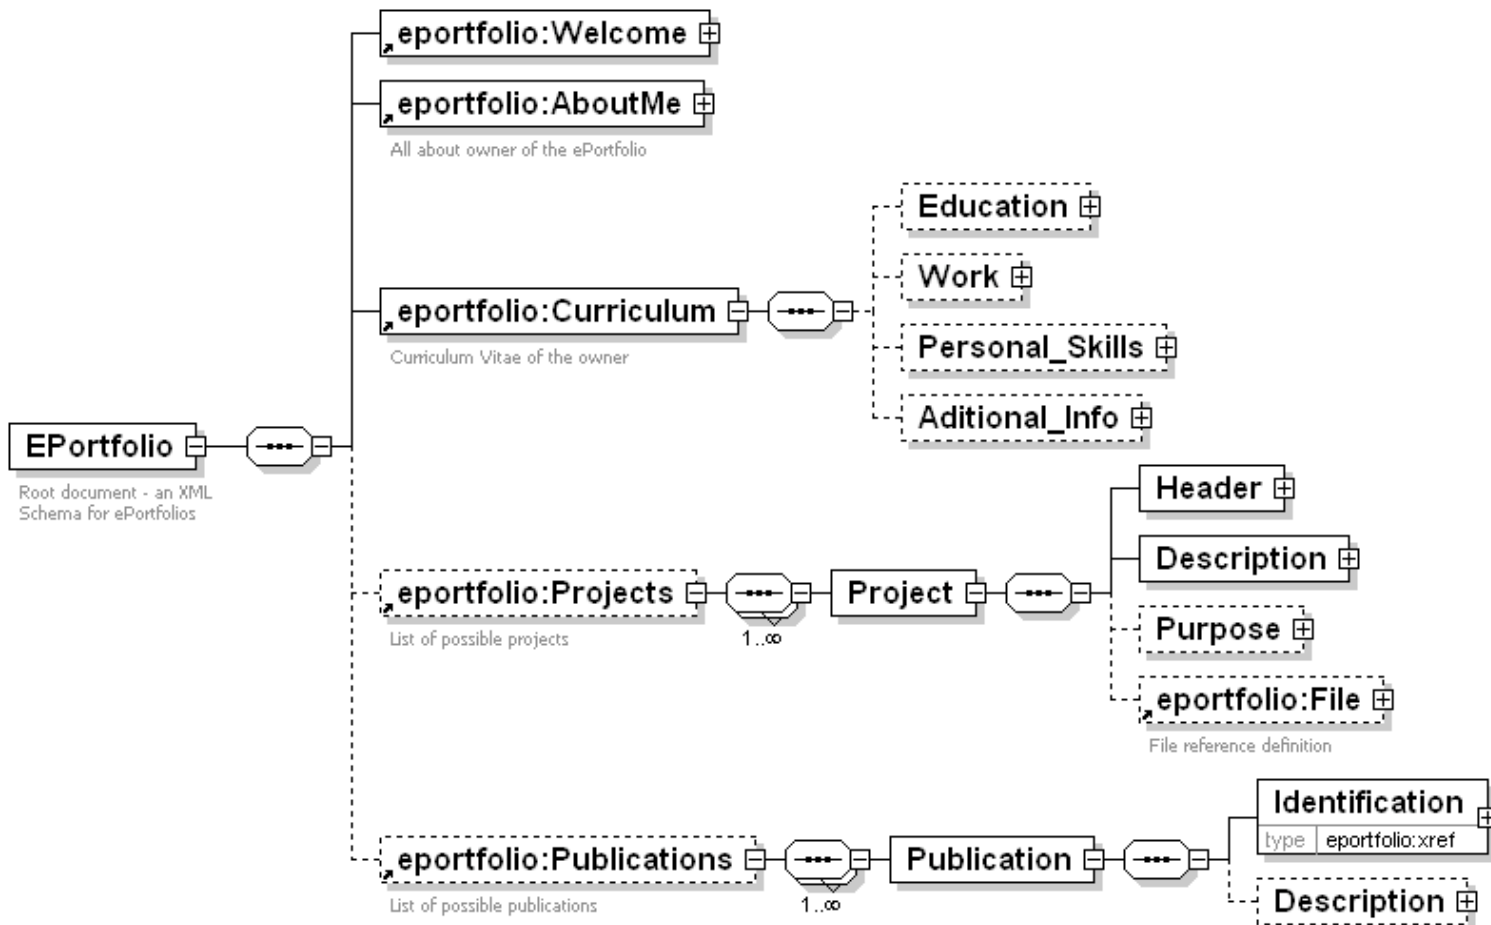 eportfolio:Welcome
eportfolio:AboutMe
All about owner of the ePortfolio
Education
Work
eportfolio:Curriculum
Curriculum Vitae of the owner
Personal_Skills
Aditional_Info
EPortfolio
Root document - an XML
Schema for ePortfolios
Header
Description
eportfolio:Projects
List of possible projects
1..∞
Project
Purpose
eportfolio:File
File reference definition
Identification
type eportfolio:xref
eportfolio:Publications
List of possible publications
1..∞
Publication
Description